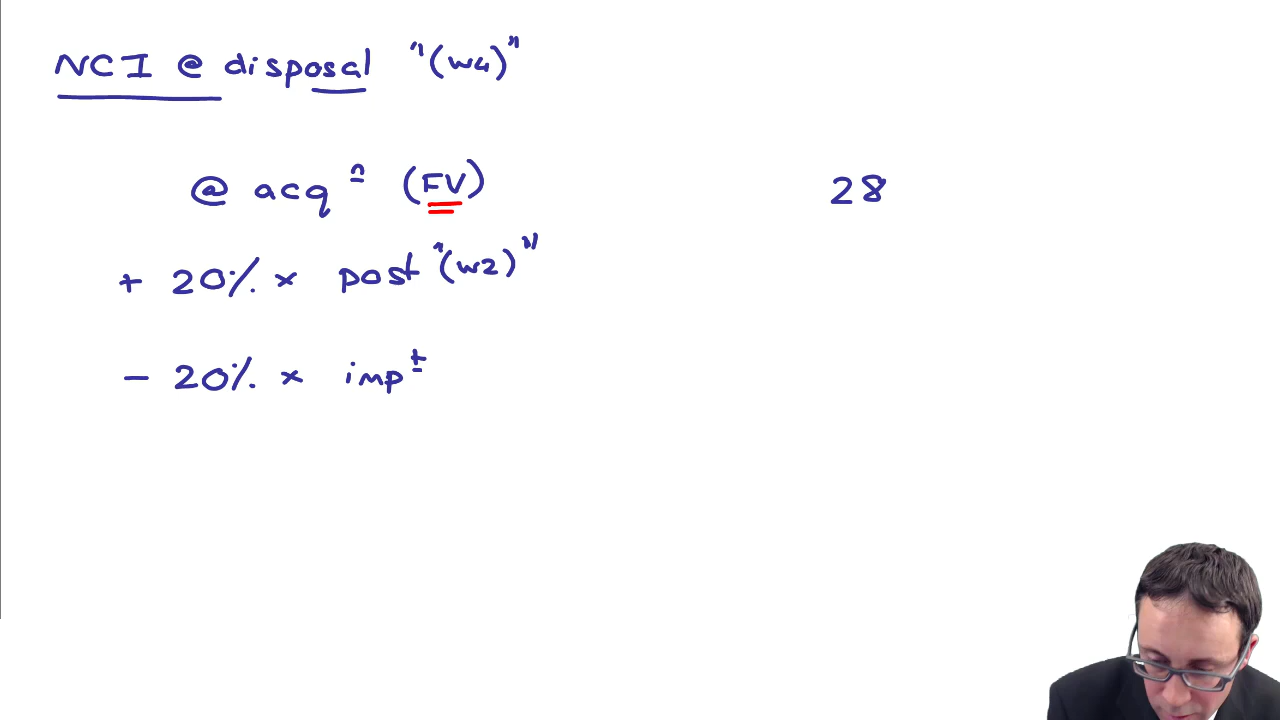 NCI @ disposal "(w4)"
@ acqⁿ (FV) 28
+ 20% × post "(w2)"
- 20% × impᵗ